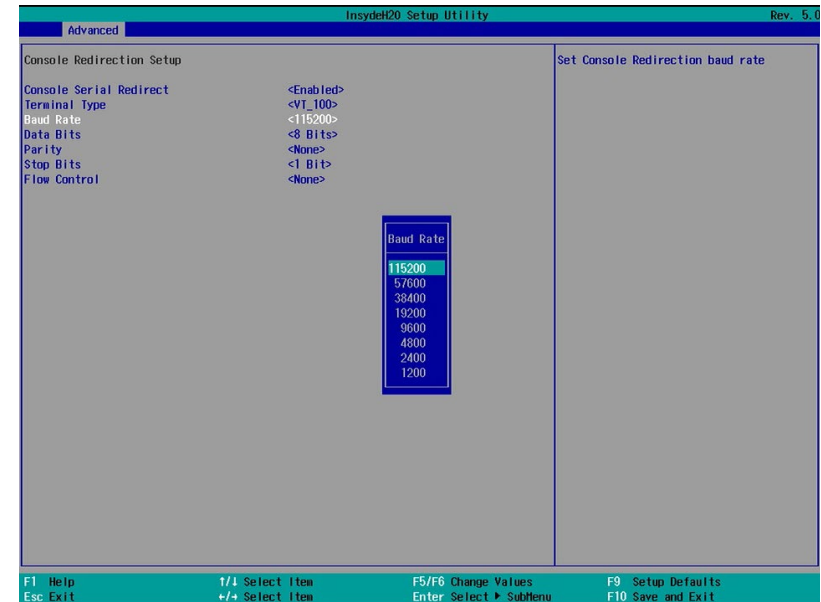 InsydeH20 Setup Utility Rev. 5.0
Advanced
Console Redirection Setup
Set Console Redirection baud rate
Console Serial Redirect <Enabled>
Terminal Type <VT_100>
Baud Rate <115200>
Data Bits <8 Bits>
Parity <None>
Stop Bits <1 Bit>
Flow Control <None>
Baud Rate
115200
57600
38400
19200
9600
4800
2400
1200
F1 Help ↑/↓ Select Item F5/F6 Change Values F9 Setup Defaults
Esc Exit ←/→ Select Item Enter Select ▶ SubMenu F10 Save and Exit